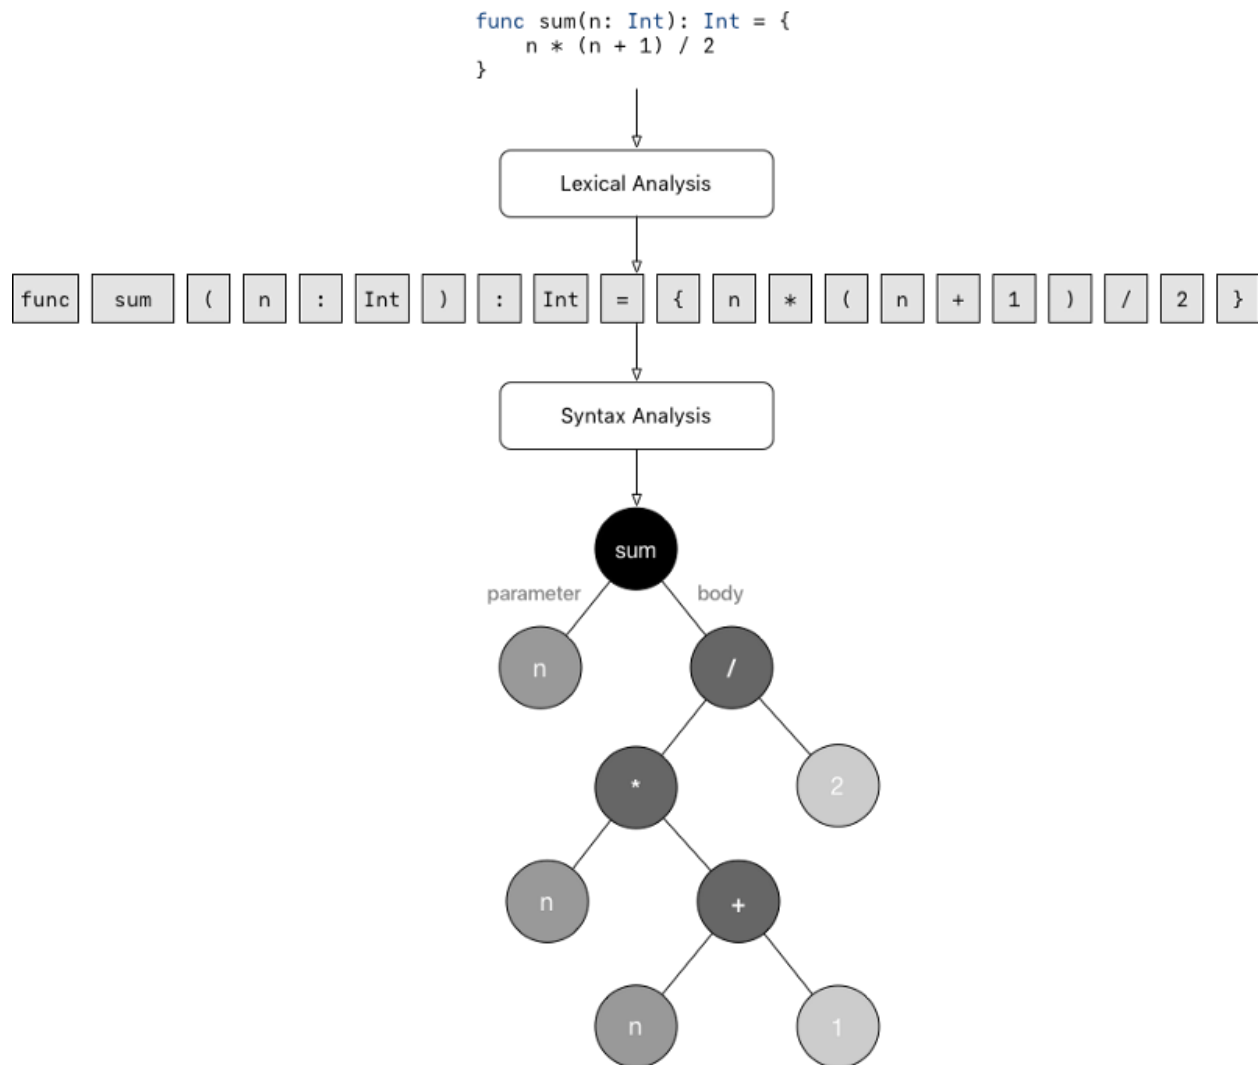 func sum(n: Int): Int = {
    n * (n + 1) / 2
}
Lexical Analysis
func sum ( n : Int ) : Int = { n * ( n + 1 ) / 2 }
Syntax Analysis
sum
parameter body
n /
* 2
n +
n 1